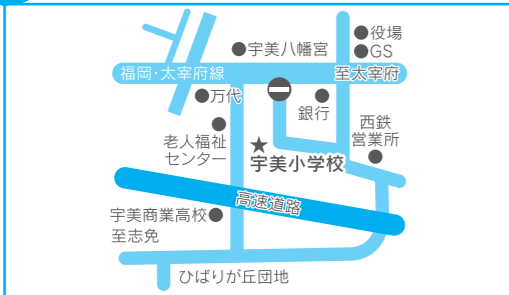 役場
GS
宇美八幡宮
福岡・太宰府線
至太宰府
万代
銀行
老人福祉
センター
西鉄
営業所
宇美小学校
高速道路
宇美商業高校
至志免
ひばりが丘団地